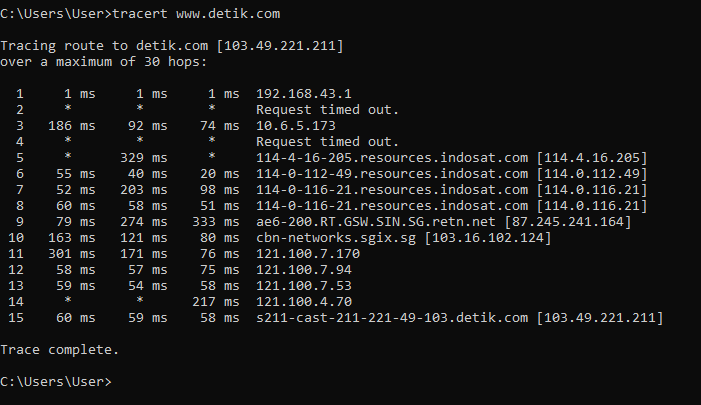 C:\Users\User>tracert www.detik.com
Tracing route to detik.com [103.49.221.211]
over a maximum of 30 hops:
1 1 ms 1 ms 1 ms 192.168.43.1
2 * * * Request timed out.
3 186 ms 92 ms 74 ms 10.6.5.173
4 * * * Request timed out.
5 * 329 ms * 114-4-16-205.resources.indosat.com [114.4.16.205]
6 55 ms 40 ms 20 ms 114-0-112-49.resources.indosat.com [114.0.112.49]
7 52 ms 203 ms 98 ms 114-0-116-21.resources.indosat.com [114.0.116.21]
8 60 ms 58 ms 51 ms 114-0-116-21.resources.indosat.com [114.0.116.21]
9 79 ms 274 ms 333 ms ae6-200.RT.GSW.SIN.SG.retn.net [87.245.241.164]
10 163 ms 121 ms 80 ms cbn-networks.sgix.sg [103.16.102.124]
11 301 ms 171 ms 76 ms 121.100.7.170
12 58 ms 57 ms 75 ms 121.100.7.94
13 59 ms 54 ms 58 ms 121.100.7.53
14 * * 217 ms 121.100.4.70
15 60 ms 59 ms 58 ms s211-cast-211-221-49-103.detik.com [103.49.221.211]
Trace complete.
C:\Users\User>